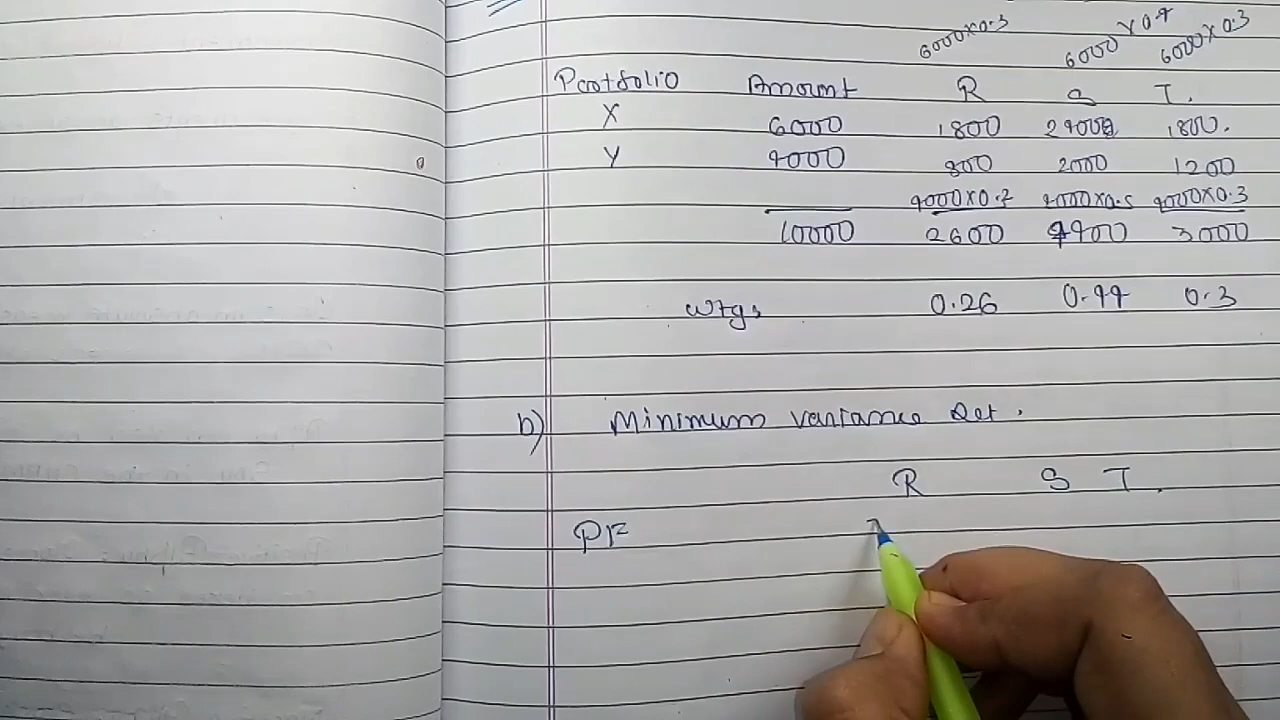 6000×0.3 6000×0.4 6000×0.3
Portfolio Amount R S T.
X 6000 1800 2400 1800.
Y 4000 800 2000 1200
4000×0.2 4000×0.5 4000×0.3
10000 2600 4400 3000
wtgs 0.26 0.44 0.3
b) Minimum variance set.
R S T.
PF